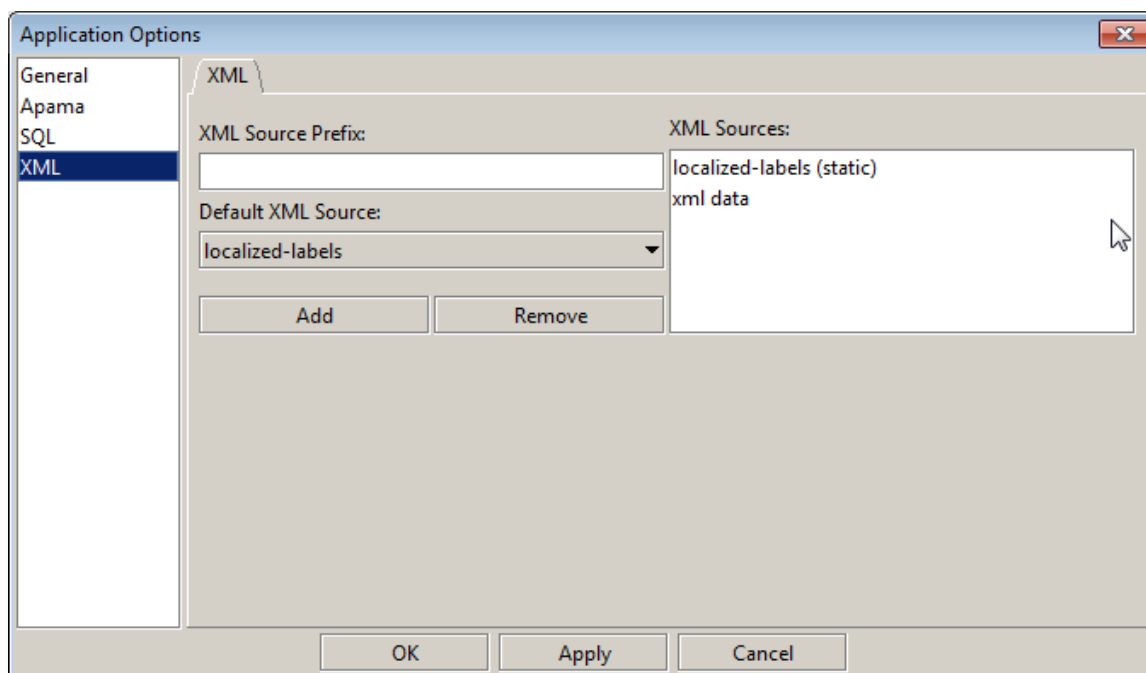 Application Options
General
Apama
SQL
XML
XML
XML Source Prefix:
Default XML Source:
localized-labels
Add
Remove
XML Sources:
localized-labels (static)
xml data
OK
Apply
Cancel